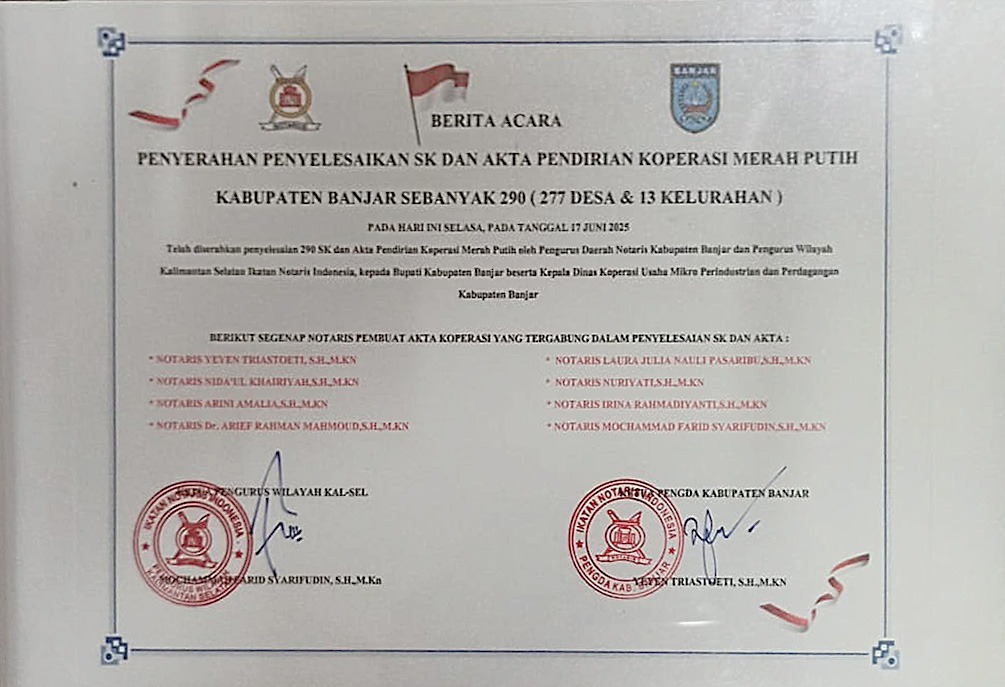 BANJAR
BERITA ACARA
PENYERAHAN PENYELESAIKAN SK DAN AKTA PENDIRIAN KOPERASI MERAH PUTIH
KABUPATEN BANJAR SEBANYAK 290 ( 277 DESA & 13 KELURAHAN )
PADA HARI INI SELASA, PADA TANGGAL 17 JUNI 2025
Telah diserahkan penyelesaian 290 SK dan Akta Pendirian Koperasi Merah Putih oleh Pengurus Daerah Notaris Kabupaten Banjar dan Pengurus Wilayah
Kalimantan Selatan Ikatan Notaris Indonesia, kepada Bupati Kabupaten Banjar beserta Kepala Dinas Koperasi Usaha Mikro Perindustrian dan Perdagangan
Kabupaten Banjar
BERIKUT SEGENAP NOTARIS PEMBUAT AKTA KOPERASI YANG TERGABUNG DALAM PENYELESAIAN SK DAN AKTA :
* NOTARIS YEYEN TRIASTOETI, S.H.,M.KN
* NOTARIS NIDA'UL KHAIRIYAH,S.H.,M.KN
* NOTARIS ARINI AMALIA,S.H.,M.KN
* NOTARIS Dr. ARIEF RAHMAN MAHMOUD,S.H.,M.KN
* NOTARIS LAURA JULIA NAULI PASARIBU,S.H.,M.KN
* NOTARIS NURIYATI,S.H.,M.KN
* NOTARIS IRINA RAHMADIYANTI,S.H.,M.KN
* NOTARIS MOCHAMMAD FARID SYARIFUDIN,S.H.,M.KN
PENGURUS WILAYAH KAL-SEL
IKATAN NOTARIS INDONESIA
PENGURUS WILAYAH
KALIMANTAN SELATAN
MOCHAMMAD FARID SYARIFUDIN, S.H.,M.Kn
PENGDA KABUPATEN BANJAR
IKATAN NOTARIS INDONESIA
PENGDA KAB. BANJAR
YEYEN TRIASTOETI, S.H.,M.KN